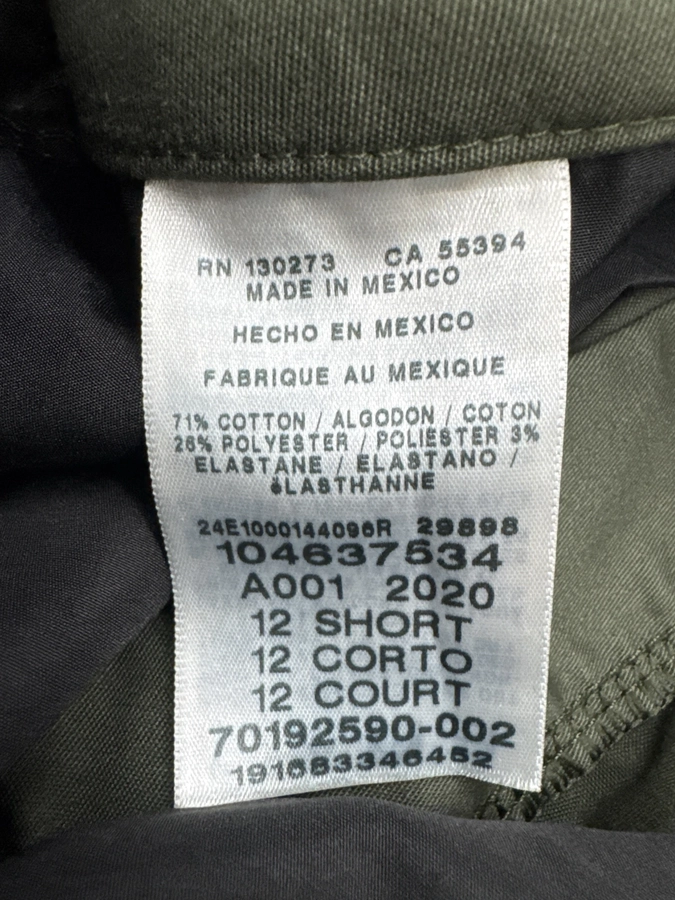 RN 130273 CA 55394
MADE IN MEXICO
HECHO EN MEXICO
FABRIQUE AU MEXIQUE
71% COTTON / ALGODON / COTON
26% POLYESTER / POLIESTER 3%
ELASTANE / ELASTANO /
éLASTHANNE
24E1000144096R 29898
104637534
A001 2020
12 SHORT
12 CORTO
12 COURT
70192590-002
191683346452